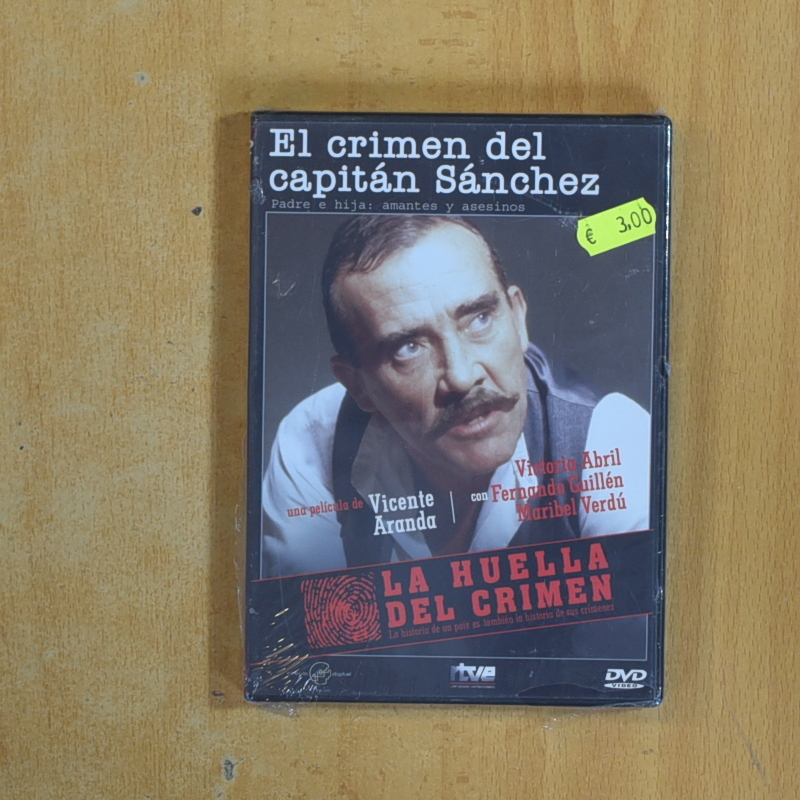 El crimen del
capitán Sánchez
Padre e hija: amantes y asesinos
€ 3,00
una película de Vicente
Aranda
con
Victoria Abril
Fernando Guillén
Maribel Verdú
LA HUELLA
DEL CRIMEN
La historia de un país es también la historia de sus crímenes
digital
rtve
DVD
VIDEO